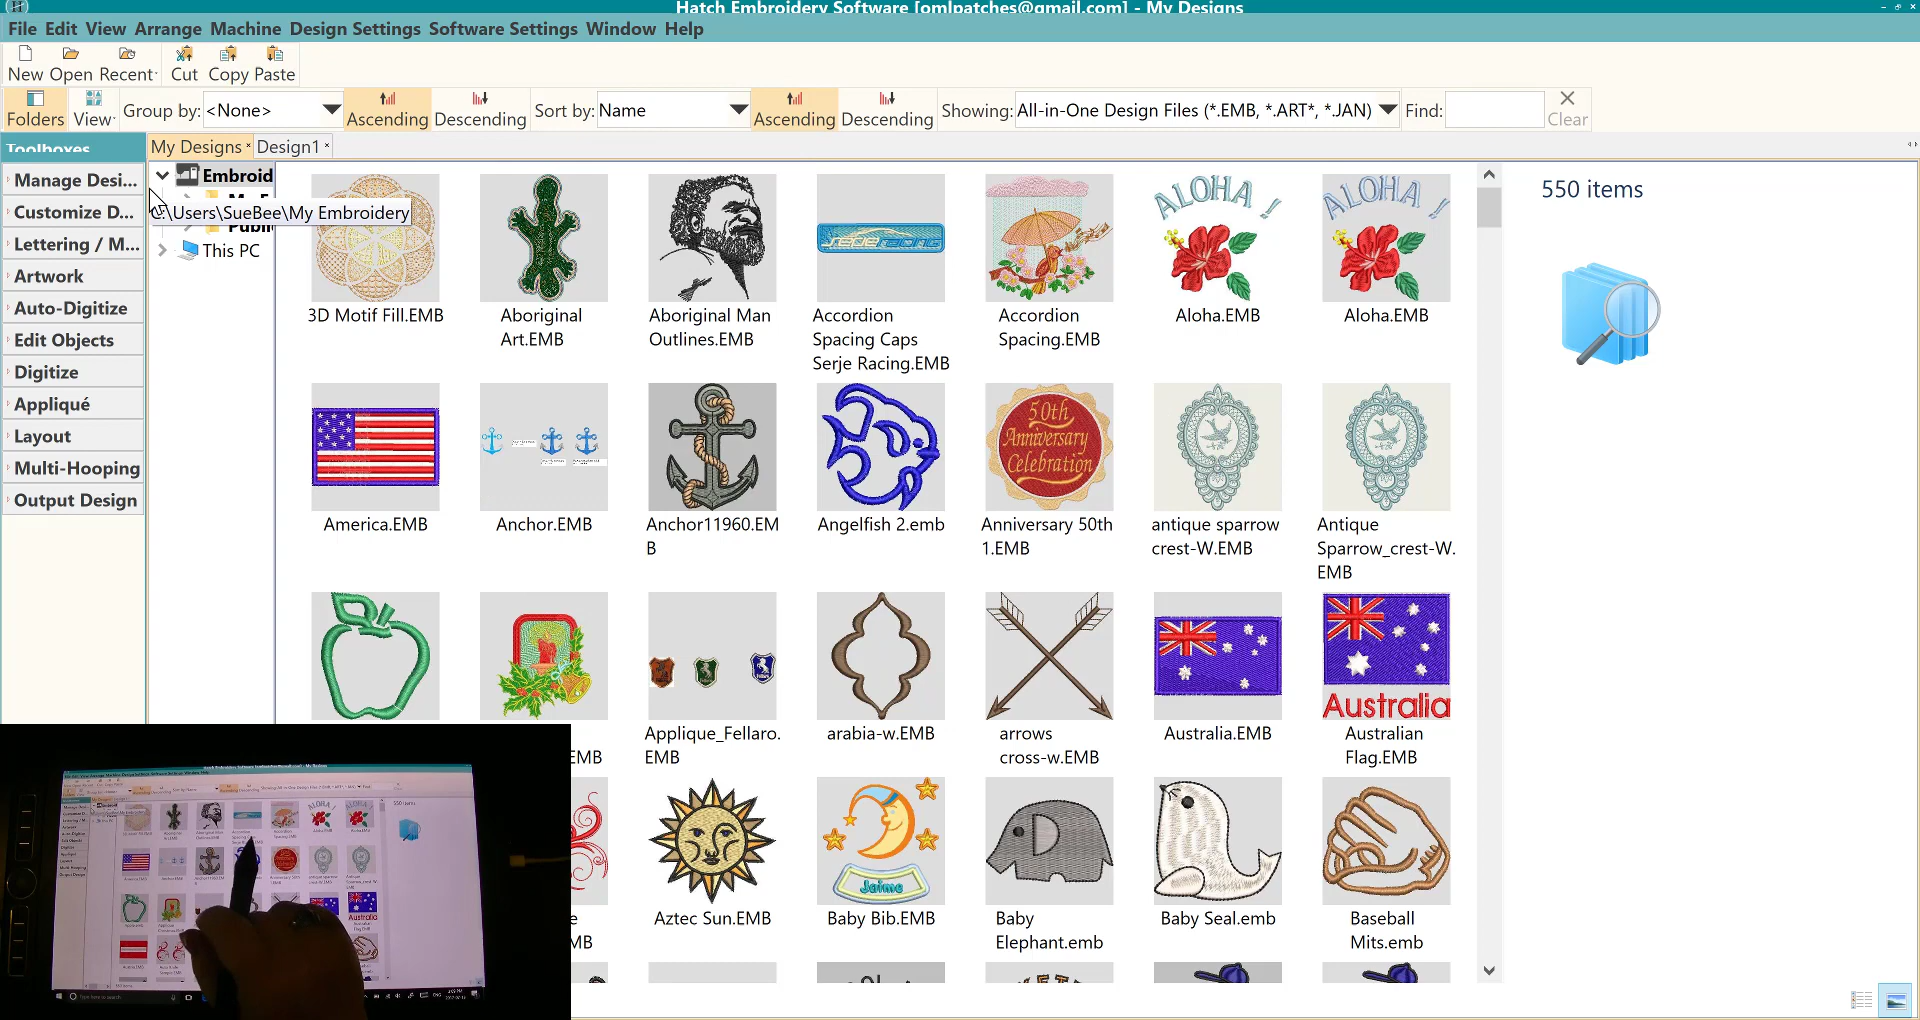 Hatch Embroidery Software [omlpatches@gmail.com] - My Designs
File Edit View Arrange Machine Design Settings Software Settings Window Help
New Open Recent Cut Copy Paste
Folders View Group by: <None> Ascending Descending Sort by: Name Ascending Descending Showing: All-in-One Design Files (*.EMB, *.ART*, *.JAN) Find: Clear
Toolboxes
My Designs Design1
Manage Desi...
Customize D...
Lettering / M...
Artwork
Auto-Digitize
Edit Objects
Digitize
Appliqué
Layout
Multi-Hooping
Output Design
Embroid
C:\Users\SueBee\My Embroidery
This PC
550 items
ALOHA !
ALOHA !
3D Motif Fill.EMB
Aboriginal
Art.EMB
Aboriginal Man
Outlines.EMB
Accordion
Spacing Caps
Serje Racing.EMB
Accordion
Spacing.EMB
Aloha.EMB
Aloha.EMB
50th
Anniversary
Celebration
America.EMB
Anchor.EMB
Anchor11960.EM
B
Angelfish 2.emb
Anniversary 50th
1.EMB
antique sparrow
crest-W.EMB
Antique
Sparrow_crest-W.
EMB
Australia
EMB
Applique_Fellaro.
EMB
arabia-w.EMB
arrows
cross-w.EMB
Australia.EMB
Australian
Flag.EMB
Jaime
e
MB
Aztec Sun.EMB
Baby Bib.EMB
Baby
Elephant.emb
Baby Seal.emb
Baseball
Mits.emb